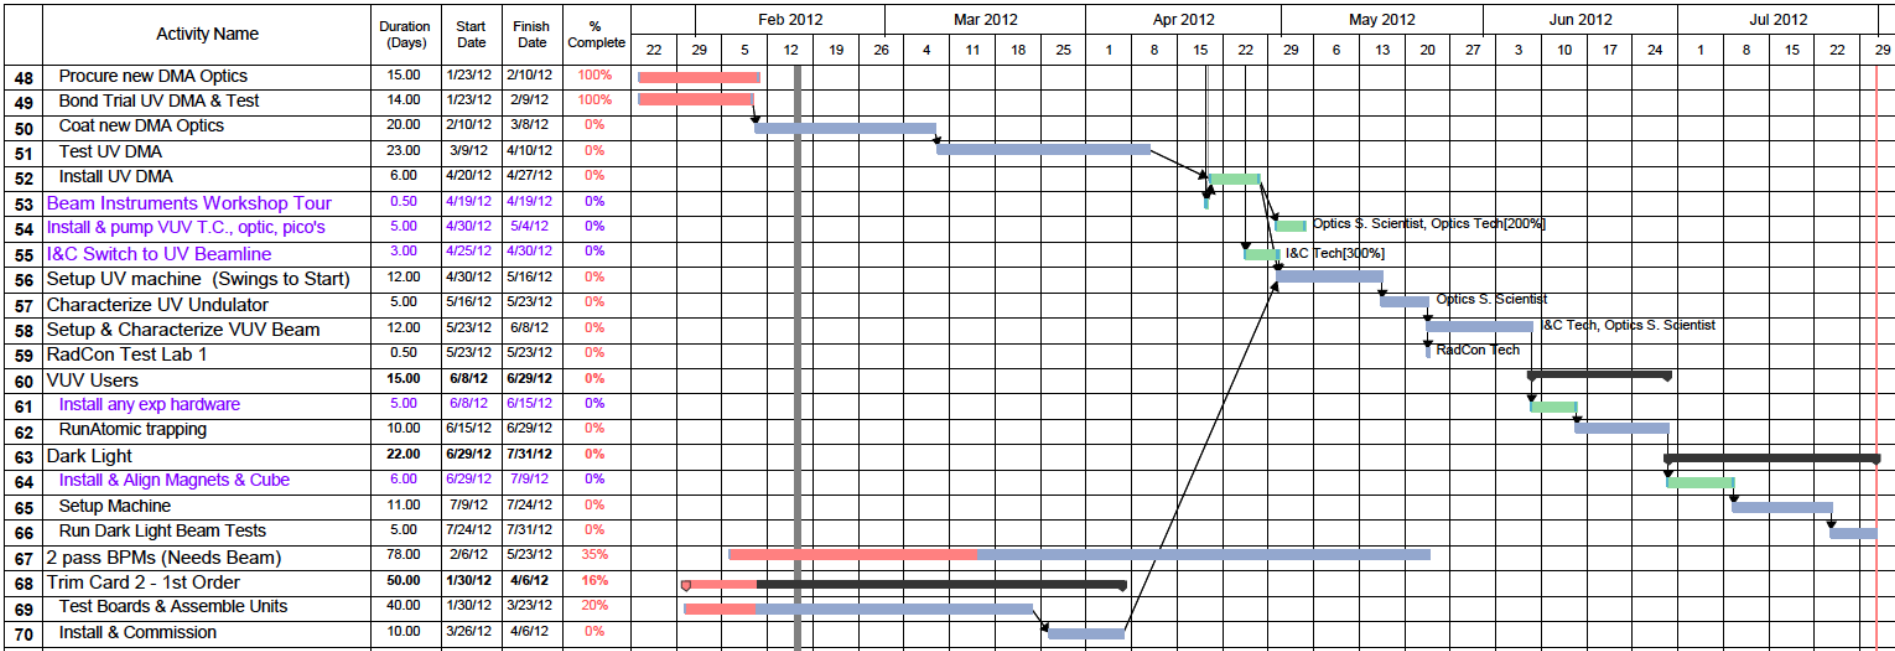 Activity Name Duration (Days) Start Date Finish Date % Complete Feb 2012 Mar 2012 Apr 2012 May 2012 Jun 2012 Jul 2012
22 29 5 12 19 26 4 11 18 25 1 8 15 22 29 6 13 20 27 3 10 17 24 1 8 15 22 29
48 Procure new DMA Optics 15.00 1/23/12 2/10/12 100%
49 Bond Trial UV DMA & Test 14.00 1/23/12 2/9/12 100%
50 Coat new DMA Optics 20.00 2/10/12 3/8/12 0%
51 Test UV DMA 23.00 3/9/12 4/10/12 0%
52 Install UV DMA 6.00 4/20/12 4/27/12 0%
53 Beam Instruments Workshop Tour 0.50 4/19/12 4/19/12 0%
54 Install & pump VUV T.C., optic, pico's 5.00 4/30/12 5/4/12 0% Optics S. Scientist, Optics Tech[200%]
55 I&C Switch to UV Beamline 3.00 4/25/12 4/30/12 0% I&C Tech[300%]
56 Setup UV machine (Swings to Start) 12.00 4/30/12 5/16/12 0%
57 Characterize UV Undulator 5.00 5/16/12 5/23/12 0% Optics S. Scientist
58 Setup & Characterize VUV Beam 12.00 5/23/12 6/8/12 0% I&C Tech, Optics S. Scientist
59 RadCon Test Lab 1 0.50 5/23/12 5/23/12 0% RadCon Tech
60 VUV Users 15.00 6/8/12 6/29/12 0%
61 Install any exp hardware 5.00 6/8/12 6/15/12 0%
62 RunAtomic trapping 10.00 6/15/12 6/29/12 0%
63 Dark Light 22.00 6/29/12 7/31/12 0%
64 Install & Align Magnets & Cube 6.00 6/29/12 7/9/12 0%
65 Setup Machine 11.00 7/9/12 7/24/12 0%
66 Run Dark Light Beam Tests 5.00 7/24/12 7/31/12 0%
67 2 pass BPMs (Needs Beam) 78.00 2/6/12 5/23/12 35%
68 Trim Card 2 - 1st Order 50.00 1/30/12 4/6/12 16%
69 Test Boards & Assemble Units 40.00 1/30/12 3/23/12 20%
70 Install & Commission 10.00 3/26/12 4/6/12 0%